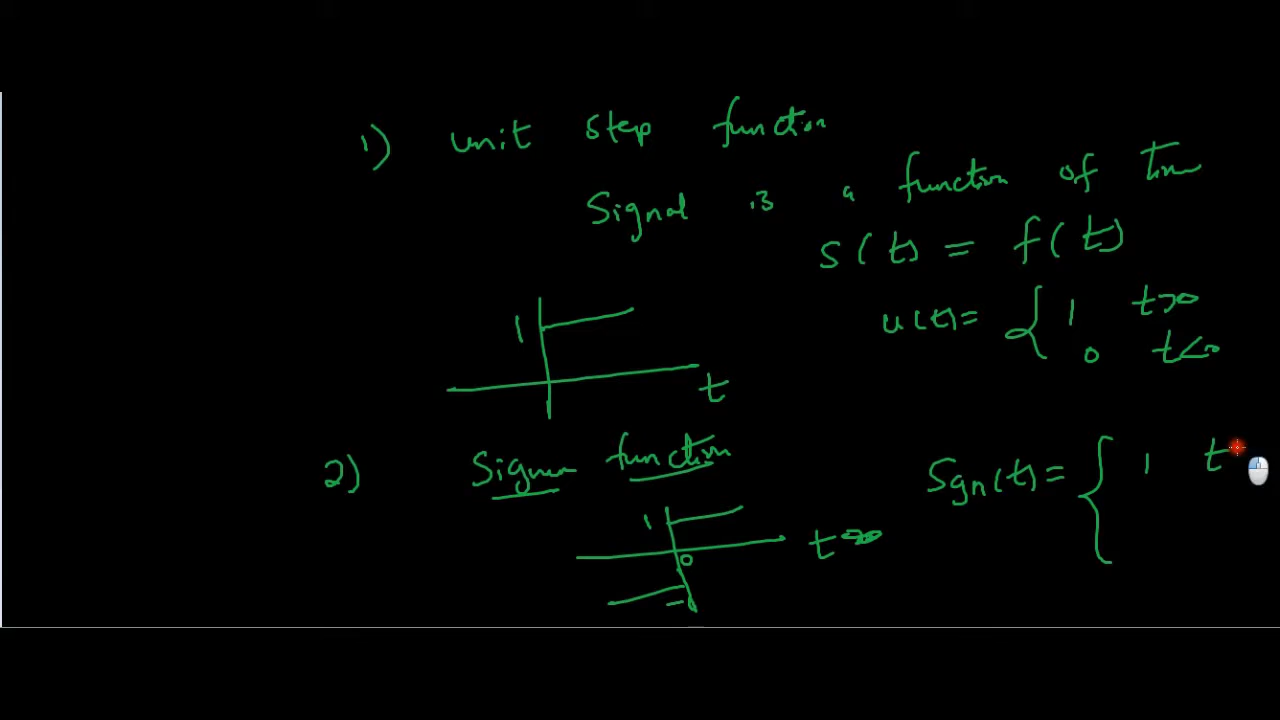 1) unit step function
Signal is a function of Time
s(t) = f(t)
u(t)= { 1 t>0
0 t<0
1
t
2) Signum function
Sgn(t)= { 1 t
1
0
t
-1